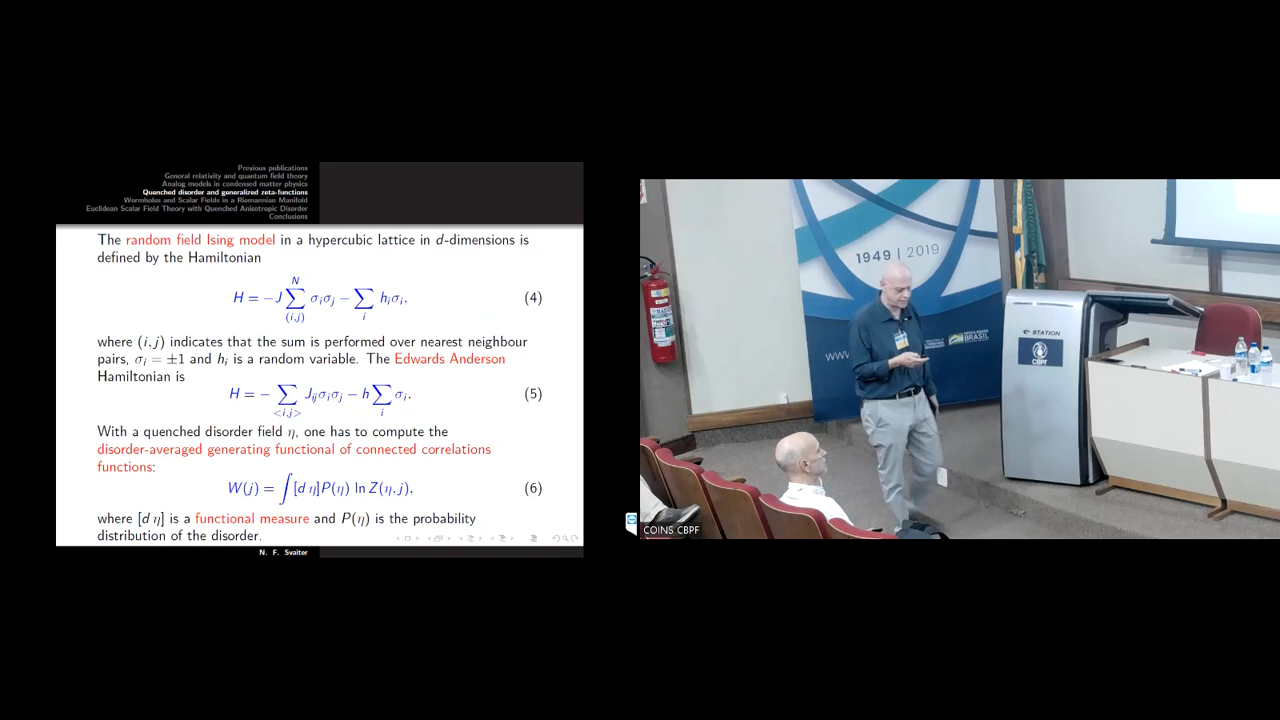 Previous publications
General relativity and quantum field theory
Analog models in condensed matter physics
Quenched disorder and generalized zeta-functions
Wormholes and Scalar Fields in a Riemannian Manifold
Euclidean Scalar Field Theory with Quenched Anisotropic Disorder
Conclusions
The random field Ising model in a hypercubic lattice in d-dimensions is
defined by the Hamiltonian
H = −J ∑_{(i,j)}^{N} σ_i σ_j − ∑_i h_i σ_i, (4)
where (i,j) indicates that the sum is performed over nearest neighbour
pairs, σ_i = ±1 and h_i is a random variable. The Edwards Anderson
Hamiltonian is
H = − ∑_{<i,j>} J_{ij} σ_i σ_j − h ∑_i σ_i. (5)
With a quenched disorder field η, one has to compute the
disorder-averaged generating functional of connected correlations
functions:
W(j) = ∫[d η]P(η) ln Z(η, j), (6)
where [d η] is a functional measure and P(η) is the probability
distribution of the disorder.
N. F. Svaiter
1949 | 2019
www
BRASIL
e-STATION
CBPF
COINS CBPF